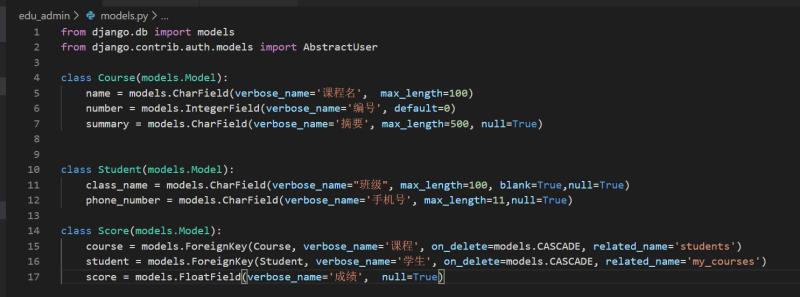 edu_admin > models.py > ...
1 from django.db import models
2 from django.contrib.auth.models import AbstractUser
3
4 class Course(models.Model):
5     name = models.CharField(verbose_name='课程名',  max_length=100)
6     number = models.IntegerField(verbose_name='编号', default=0)
7     summary = models.CharField(verbose_name='摘要', max_length=500, null=True)
8
9
10 class Student(models.Model):
11     class_name = models.CharField(verbose_name="班级", max_length=100, blank=True,null=True)
12     phone_number = models.CharField(verbose_name='手机号', max_length=11,null=True)
13
14 class Score(models.Model):
15     course = models.ForeignKey(Course, verbose_name='课程', on_delete=models.CASCADE, related_name='students')
16     student = models.ForeignKey(Student, verbose_name='学生', on_delete=models.CASCADE, related_name='my_courses')
17     score = models.FloatField(verbose_name='成绩',  null=True)